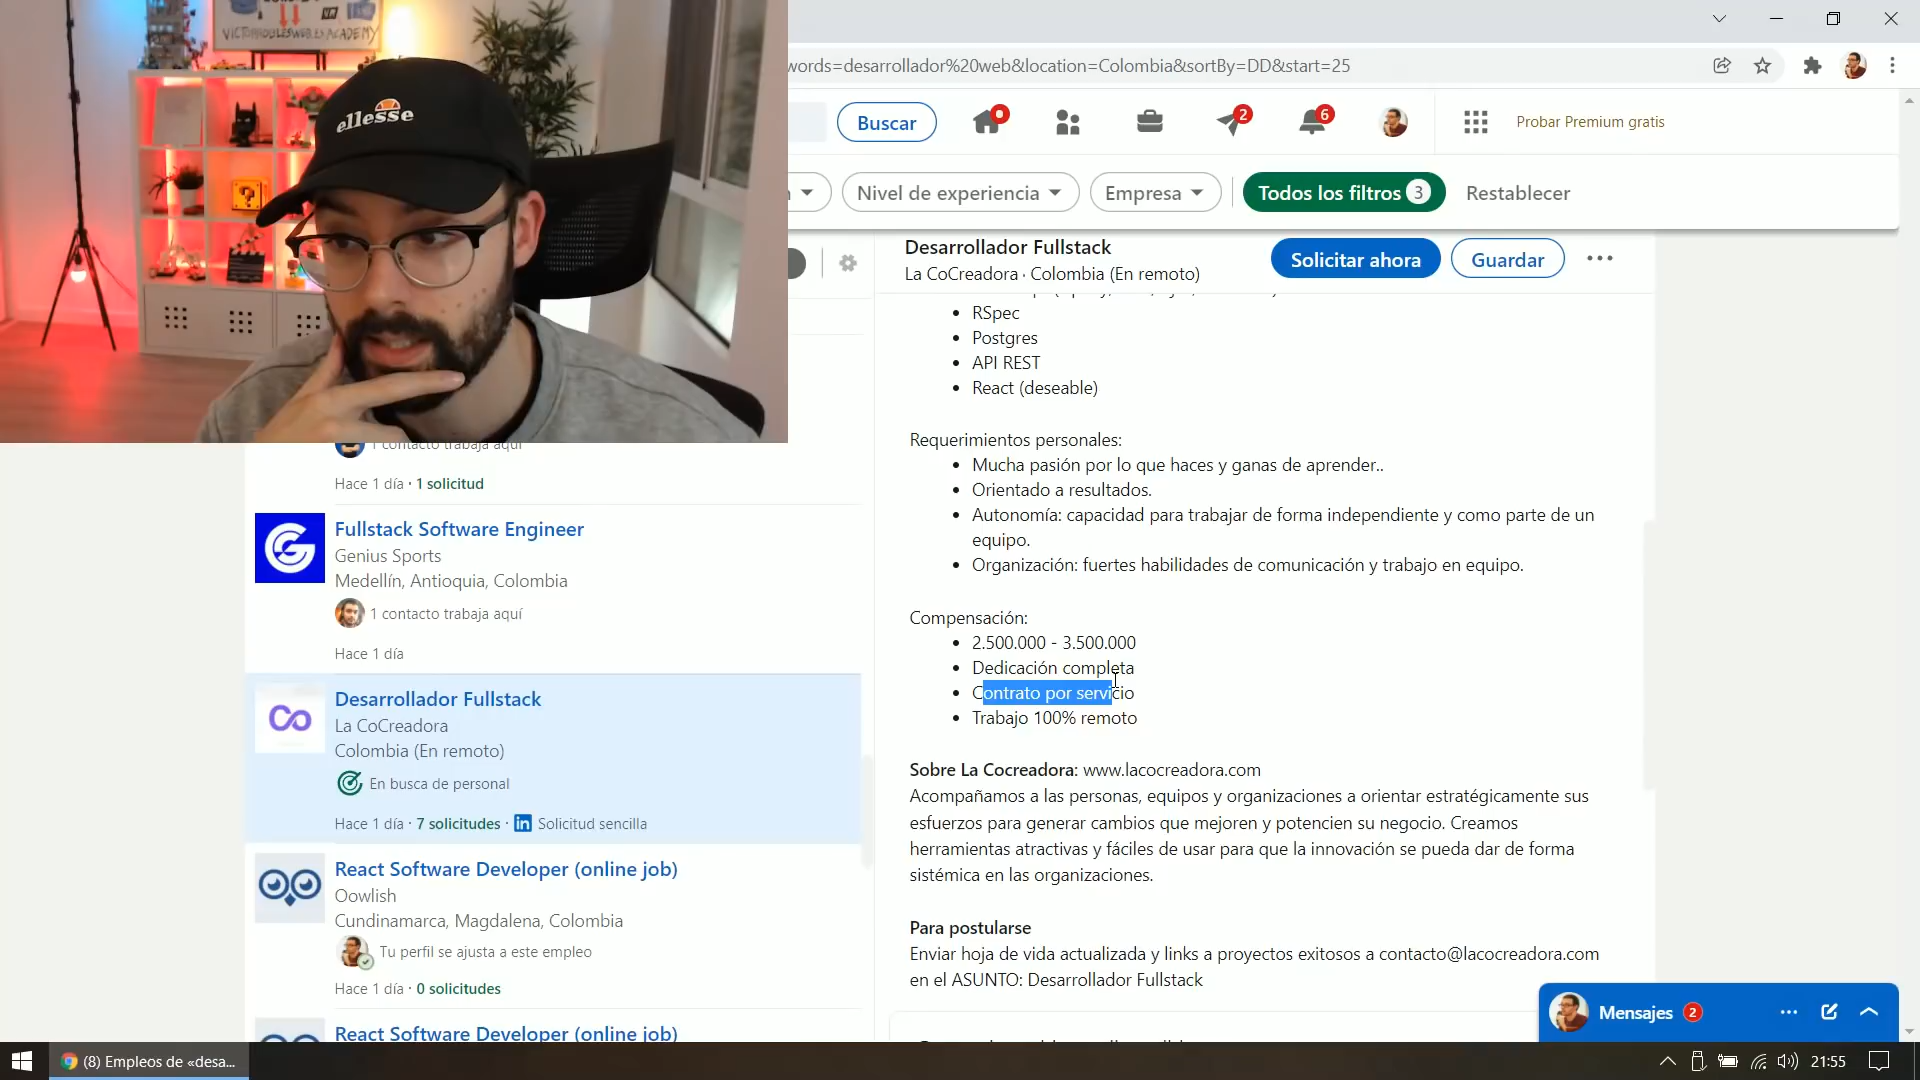 VICTORROBLESWEB.ES ACADEMY
ellesse
words=desarrollador%20web&location=Colombia&sortBy=DD&start=25
Buscar
2
6
Probar Premium gratis
Nivel de experiencia
Empresa
Todos los filtros 3
Restablecer
1 contacto trabaja aquí
Hace 1 día · 1 solicitud
Fullstack Software Engineer
Genius Sports
Medellín, Antioquia, Colombia
1 contacto trabaja aquí
Hace 1 día
Desarrollador Fullstack
La CoCreadora
Colombia (En remoto)
En busca de personal
Hace 1 día · 7 solicitudes · in Solicitud sencilla
React Software Developer (online job)
Oowlish
Cundinamarca, Magdalena, Colombia
Tu perfil se ajusta a este empleo
Hace 1 día · 0 solicitudes
React Software Developer (online job)
Desarrollador Fullstack
La CoCreadora · Colombia (En remoto)
Solicitar ahora
Guardar
RSpec
Postgres
API REST
React (deseable)
Requerimientos personales:
Mucha pasión por lo que haces y ganas de aprender..
Orientado a resultados.
Autonomía: capacidad para trabajar de forma independiente y como parte de un
equipo.
Organización: fuertes habilidades de comunicación y trabajo en equipo.
Compensación:
2.500.000 - 3.500.000
Dedicación completa
Contrato por servicio
Trabajo 100% remoto
Sobre La Cocreadora: www.lacocreadora.com
Acompañamos a las personas, equipos y organizaciones a orientar estratégicamente sus
esfuerzos para generar cambios que mejoren y potencien su negocio. Creamos
herramientas atractivas y fáciles de usar para que la innovación se pueda dar de forma
sistémica en las organizaciones.
Para postularse
Enviar hoja de vida actualizada y links a proyectos exitosos a contacto@lacocreadora.com
en el ASUNTO: Desarrollador Fullstack
Mensajes 2
(8) Empleos de «desa...
21:55